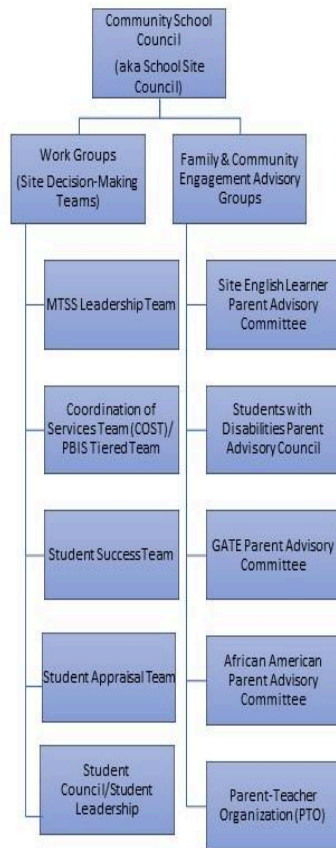 Community School
Council
(aka School Site
Council)
Work Groups
(Site Decision-Making
Teams)
Family & Community
Engagement Advisory
Groups
MTSS Leadership Team
Site English Learner
Parent Advisory
Committee
Coordination of
Services Team (COST)/
PBIS Tiered Team
Students with
Disabilities Parent
Advisory Council
Student Success Team
GATE Parent Advisory
Committee
Student Appraisal Team
African American
Parent Advisory
Committee
Student
Council/Student
Leadership
Parent-Teacher
Organization (PTO)